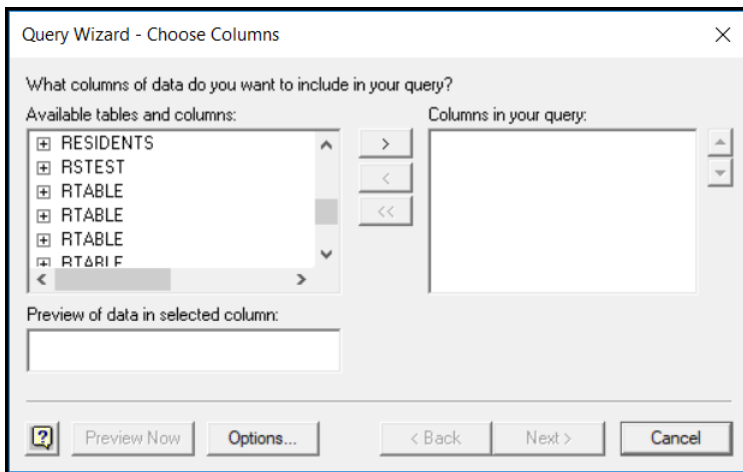 Query Wizard - Choose Columns
What columns of data do you want to include in your query?
Available tables and columns:
Columns in your query:
RESIDENTS
RSTEST
RTABLE
RTABLE
RTABLE
RTABLE
>
<
<<
Preview of data in selected column:
?
Preview Now
Options...
< Back
Next >
Cancel